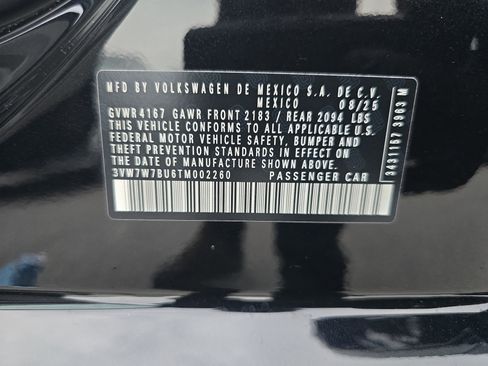 MFD BY VOLKSWAGEN DE MEXICO S.A. DE C.V.
MEXICO 08/25
GVWR 4167 GAWR FRONT 2183 / REAR 2094 LBS
THIS VEHICLE CONFORMS TO ALL APPLICABLE
FEDERAL MOTOR VEHICLE SAFETY, BUMPER AND
THEFT PREVENTION STANDARDS IN EFFECT ON
THE DATE OF MANUFACTURE SHOWN ABOVE.
3VW7W7BU6TM002260 PASSENGER CAR
3A431167 3963 M